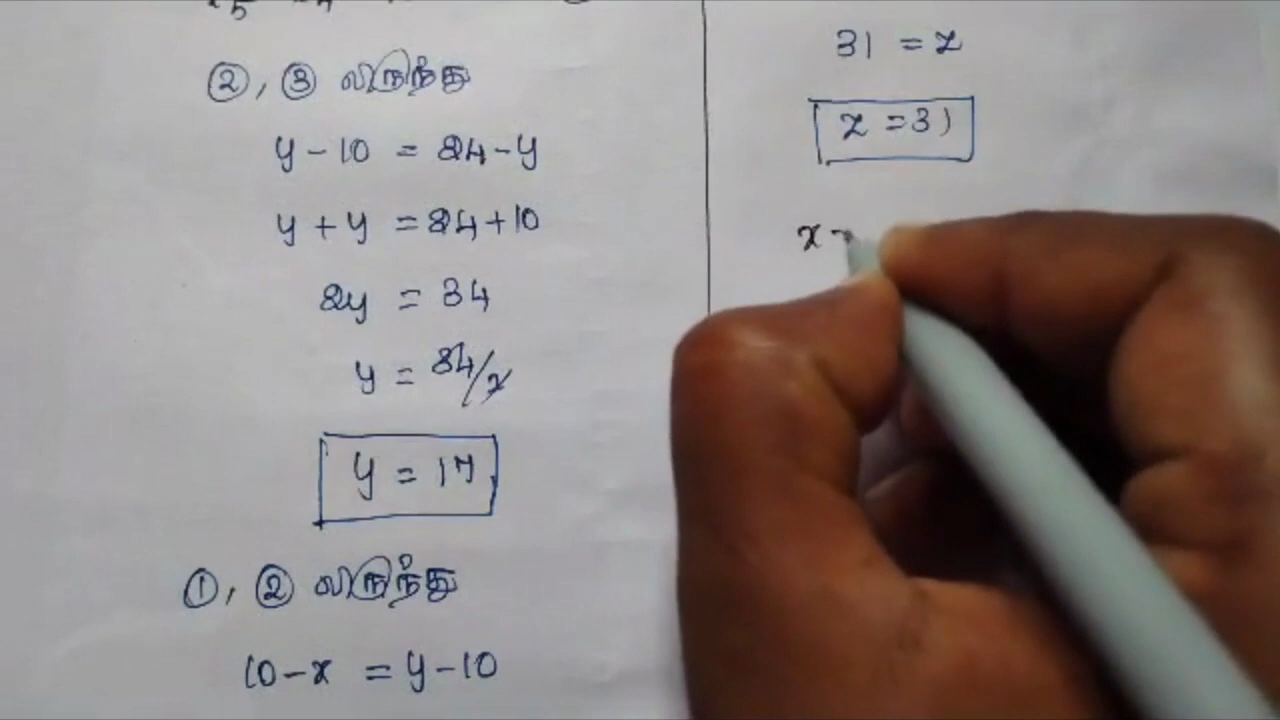 ②, ③ லிருந்து
y - 10 = 24 - y
y + y = 24 + 10
2y = 34
y = 34/2
y = 17
①, ② லிருந்து
10 - x = y - 10
31 = z
z = 31
x